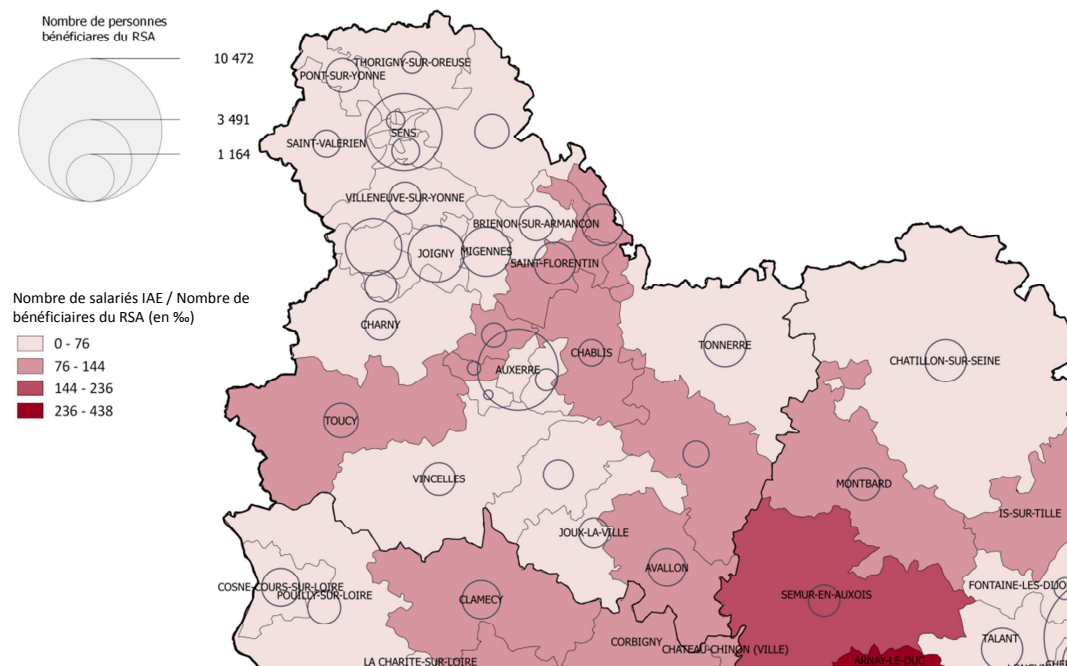 Nombre de personnes
bénéficiaires du RSA
10 472
3 491
1 164
Nombre de salariés IAE / Nombre de
bénéficiaires du RSA (en ‰)
0 - 76
76 - 144
144 - 236
236 - 438
THORIGNY-SUR-OREUSE
PONT-SUR-YONNE
SENS
SAINT-VALERIEN
VILLENEUVE-SUR-YONNE
BRIENON-SUR-ARMANCON
JOIGNY
MIGENNES
SAINT-FLORENTIN
CHARNY
TONNERRE
CHABLIS
CHATILLON-SUR-SEINE
AUXERRE
TOUCY
VINCELLES
MONTBARD
IS-SUR-TILLE
JOUX-LA-VILLE
AVALLON
COSNE-COURS-SUR-LOIRE
POUILLY-SUR-LOIRE
CLAMECY
SEMUR-EN-AUXOIS
FONTAINE-LES-DIJO
TALANT
CORBIGNY
CHATEAU-CHINON (VILLE)
LA CHARITE-SUR-LOIRE
ARNAY-LE-DUC